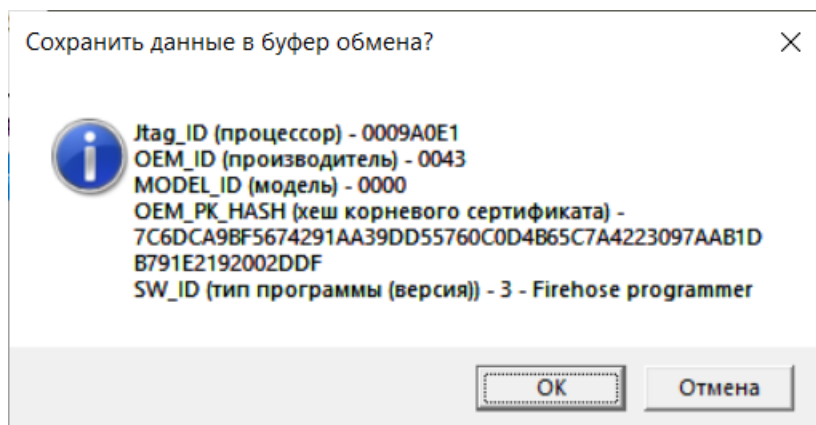 Сохранить данные в буфер обмена?
Jtag_ID (процессор) - 0009A0E1
OEM_ID (производитель) - 0043
MODEL_ID (модель) - 0000
OEM_PK_HASH (хеш корневого сертификата) -
7C6DCA9BF5674291AA39DD55760C0D4B65C7A4223097AAB1D
B791E2192002DDF
SW_ID (тип программы (версия)) - 3 - Firehose programmer
ОК
Отмена